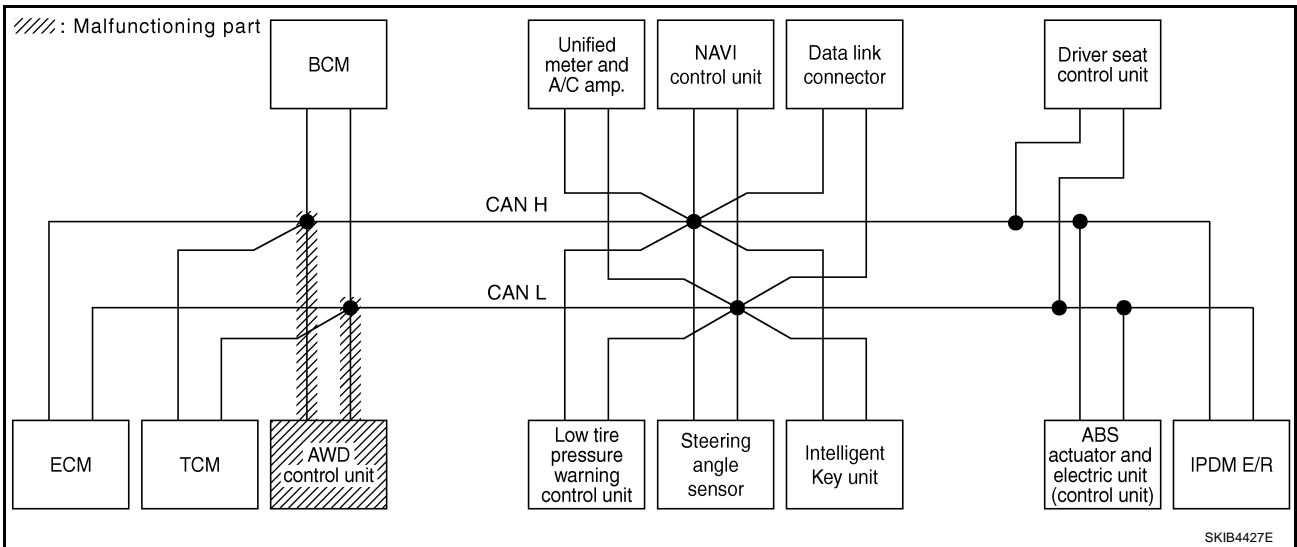 : Malfunctioning part
BCM
Unified
meter and
A/C amp.
NAVI
control unit
Data link
connector
Driver seat
control unit
CAN H
CAN L
ECM
TCM
AWD
control unit
Low tire
pressure
warning
control unit
Steering
angle
sensor
Intelligent
Key unit
ABS
actuator and
electric unit
(control unit)
IPDM E/R
SKIB4427E